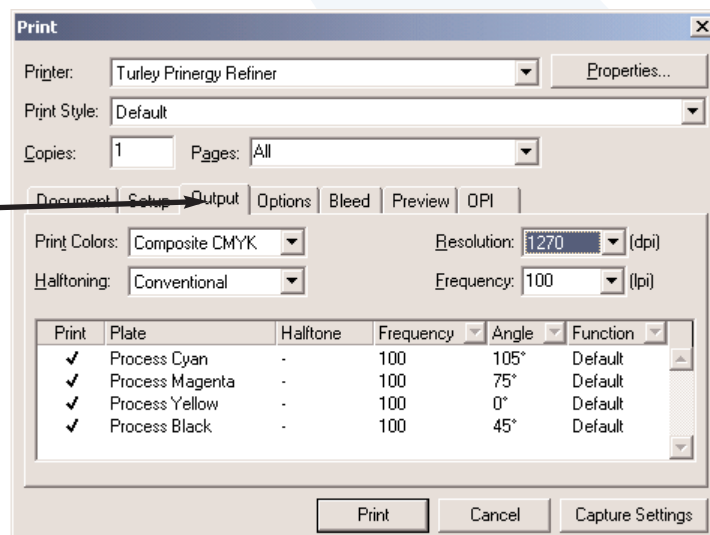 Print
Printer: Turley Prinergy Refiner Properties...
Print Style: Default
Copies: 1 Pages: All
Document Setup Output Options Bleed Preview OPI
Print Colors: Composite CMYK Resolution: 1270 (dpi)
Halftoning: Conventional Frequency: 100 (lpi)
Print Plate Halftone Frequency Angle Function
✓ Process Cyan - 100 105° Default
✓ Process Magenta - 100 75° Default
✓ Process Yellow - 100 0° Default
✓ Process Black - 100 45° Default
Print Cancel Capture Settings